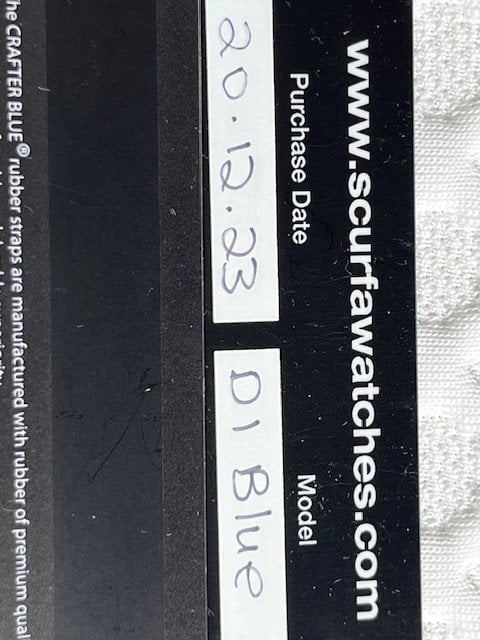 www.scurfawatches.com
Purchase Date Model
20.12.23 D1 Blue
he CRAFTER BLUE® rubber straps are manufactured with rubber of premium qual